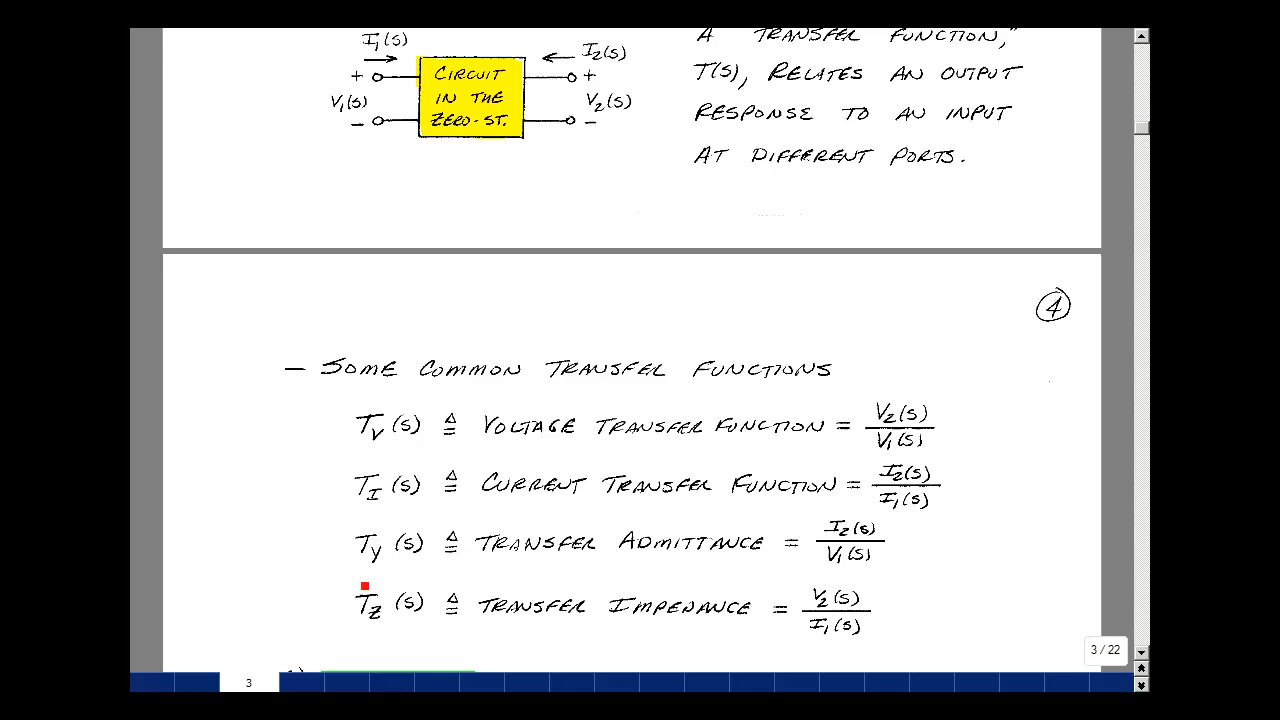 I₁(s)
I₂(s)
+
+
V₁(s)
V₂(s)
−
−
CIRCUIT
IN THE
ZERO-ST.
A TRANSFER FUNCTION,"
T(s), RELATES AN OUTPUT
RESPONSE TO AN INPUT
AT DIFFERENT PORTS.
4
— SOME COMMON TRANSFER FUNCTIONS
T_V (s) ≜ VOLTAGE TRANSFER FUNCTION = V₂(s) / V₁(s)
T_I (s) ≜ CURRENT TRANSFER FUNCTION = I₂(s) / I₁(s)
T_Y (s) ≜ TRANSFER ADMITTANCE = I₂(s) / V₁(s)
T_Z (s) ≜ TRANSFER IMPEDANCE = V₂(s) / I₁(s)
3 / 22
3